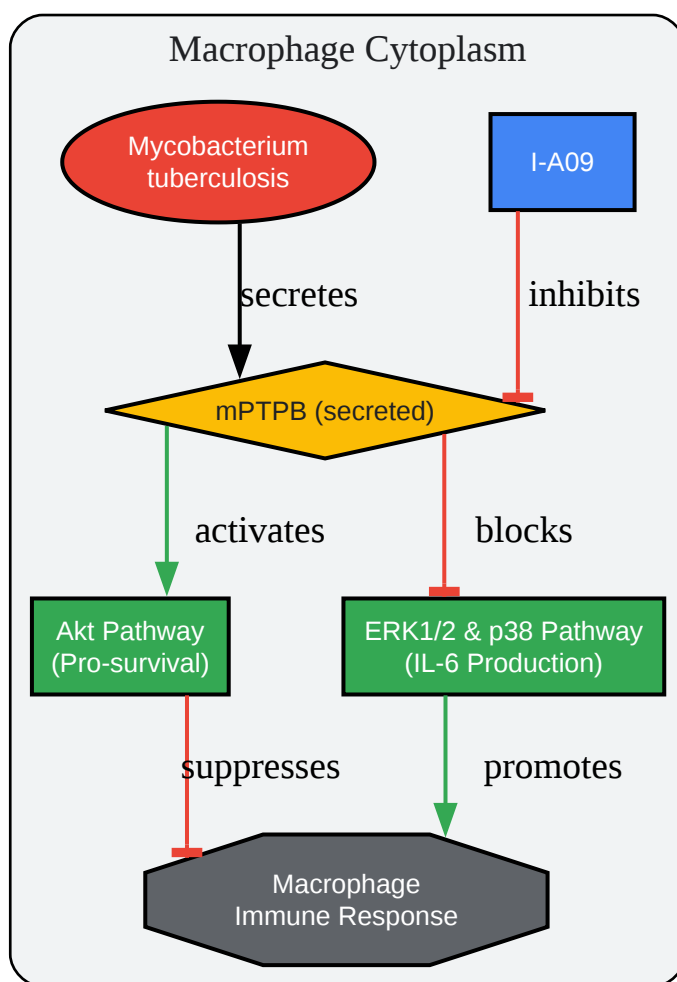 Macrophage Cytoplasm
Mycobacterium
tuberculosis
I-A09
secretes
inhibits
mPTPB (secreted)
activates
blocks
Akt Pathway
(Pro-survival)
ERK1/2 & p38 Pathway
(IL-6 Production)
suppresses
promotes
Macrophage
Immune Response